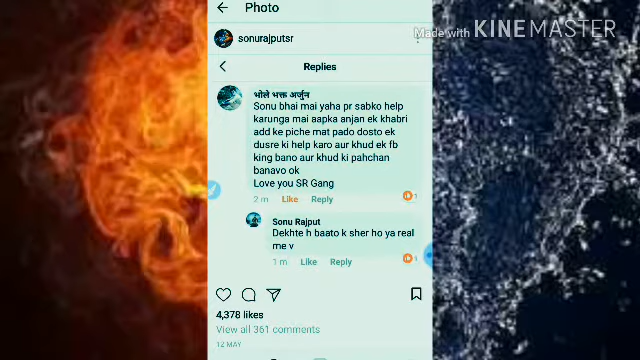 Photo
Made with KINEMASTER
sonurajputsr
Replies
भोले भक्त अर्जुन
Sonu bhai mai yaha pr sabko help
karunga mai aapka anjan ek khabri
add ke piche mat pado dosto ek
dusre ki help karo aur khud ek fb
king bano aur khud ki pahchan
banavo ok
Love you SR Gang
2 m Like Reply 1
Sonu Rajput
Dekhte h baato k sher ho ya real
me v
1 m Like Reply 1
4,378 likes
View all 361 comments
12 MAY